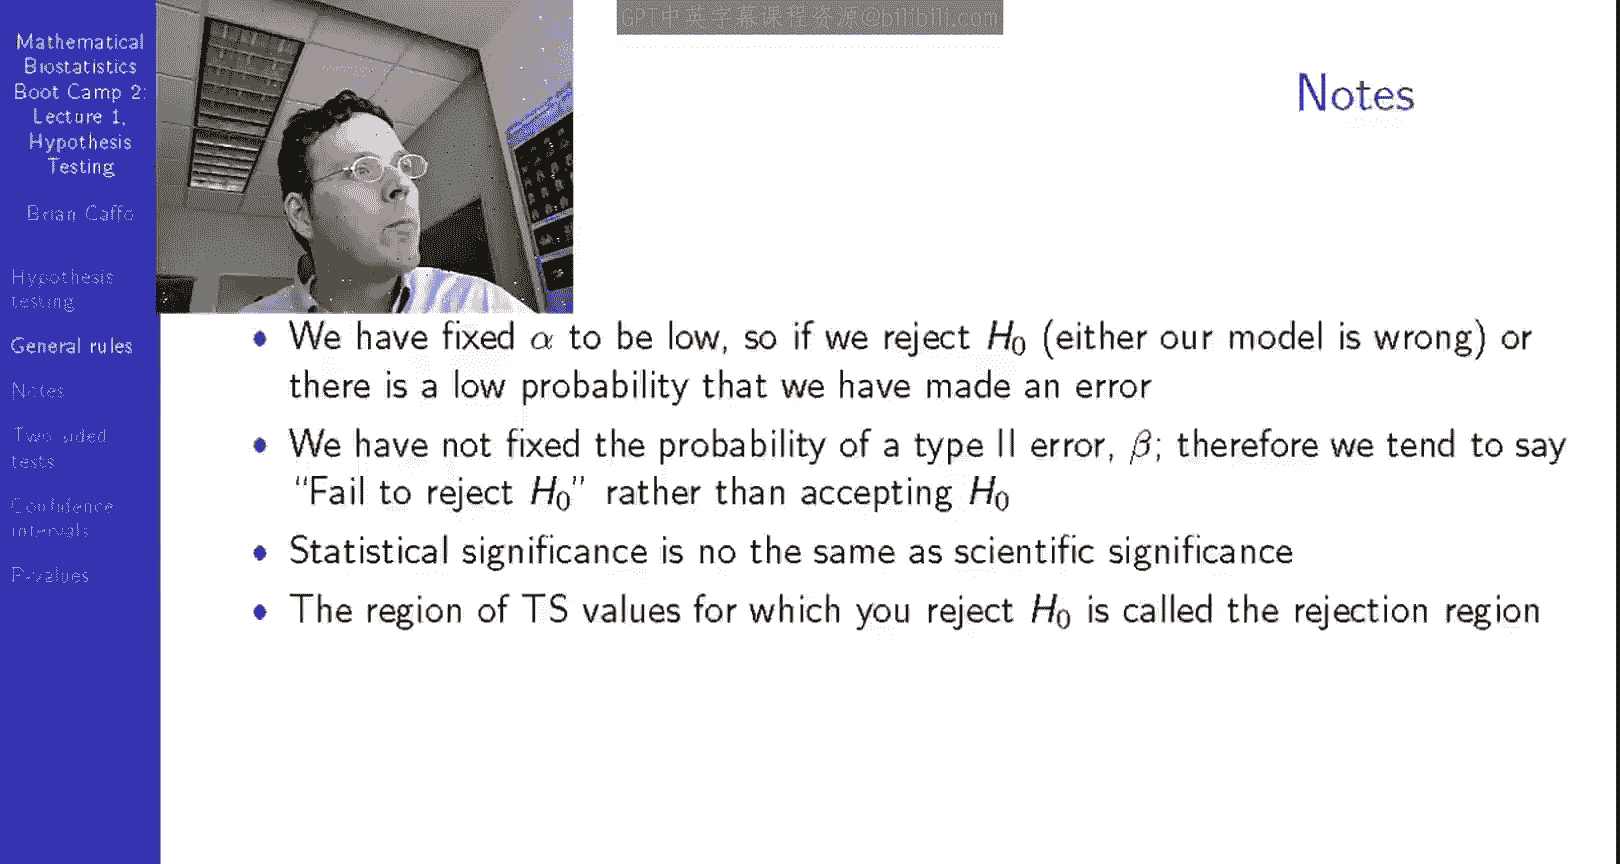 GPT中英字幕课程资源@bilibili.com
Mathematical
Biostatistics
Boot Camp 2:
Lecture 1,
Hypothesis
Testing
Brian Caffo
Hypothesis
testing
General rules
Notes
Two sided
tests
Confidence
intervals
P-values
Notes
• We have fixed α to be low, so if we reject H₀ (either our model is wrong) or
there is a low probability that we have made an error
• We have not fixed the probability of a type II error, β; therefore we tend to say
“Fail to reject H₀” rather than accepting H₀
• Statistical significance is no the same as scientific significance
• The region of TS values for which you reject H₀ is called the rejection region